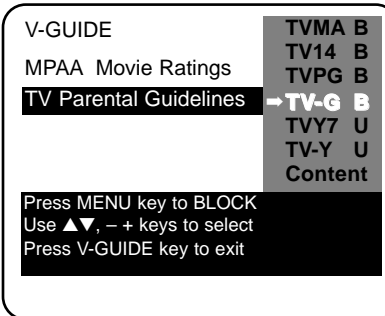 V-GUIDE
MPAA Movie Ratings
TV Parental Guidelines
TVMA B
TV14 B
TVPG B
➡TV-G B
TVY7 U
TV-Y U
Content
Press MENU key to BLOCK
Use ▲▼, – + keys to select
Press V-GUIDE key to exit